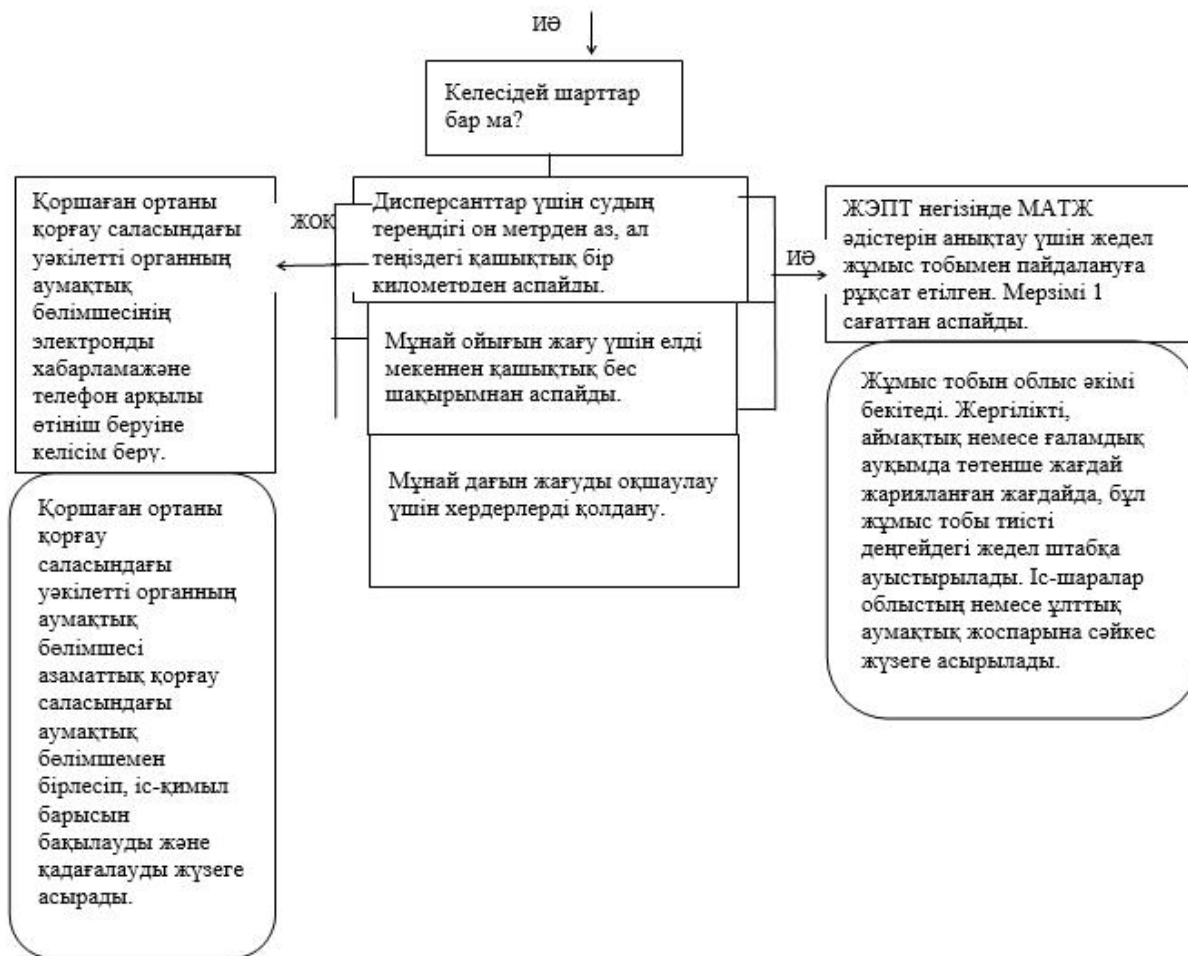 ИӘ
Келесідей шарттар
бар ма?
Қоршаған ортаны
қорғау саласындағы
уәкілетті органның
аумақтық
бөлімшесінің
электронды
хабарламажәне
телефон арқылы
өтініш беруіне
келісім беру.
ЖОҚ
Дисперсанттар үшін судың
тереңдігі он метрден аз, ал
теңіздегі қашықтық бір
километрден аспайды.
ИӘ
ЖЭПТ негізінде МАТЖ
әдістерін анықтау үшін жедел
жұмыс тобымен пайдалануға
рұқсат етілген. Мерзімі 1
сағаттан аспайды.
Мұнай ойығын жағу үшін елді
мекеннен қашықтық бес
шақырымнан аспайды.
Мұнай дағын жағуды оқшаулау
үшін хердерлерді қолдану.
Қоршаған ортаны
қорғау
саласындағы
уәкілетті органның
аумақтық
бөлімшесі
азаматтық қорғау
саласындағы
аумақтық
бөлімшемен
бірлесіп, іс-қимыл
барысын
бақылауды және
қадағалауды жүзеге
асырады.
Жұмыс тобын облыс әкімі
бекітеді. Жергілікті,
аймақтық немесе ғаламдық
ауқымда төтенше жағдай
жарияланған жағдайда, бұл
жұмыс тобы тиісті
деңгейдегі жедел штабқа
ауыстырылады. Іс-шаралар
облыстың немесе ұлттық
аумақтық жоспарына сәйкес
жүзеге асырылады.